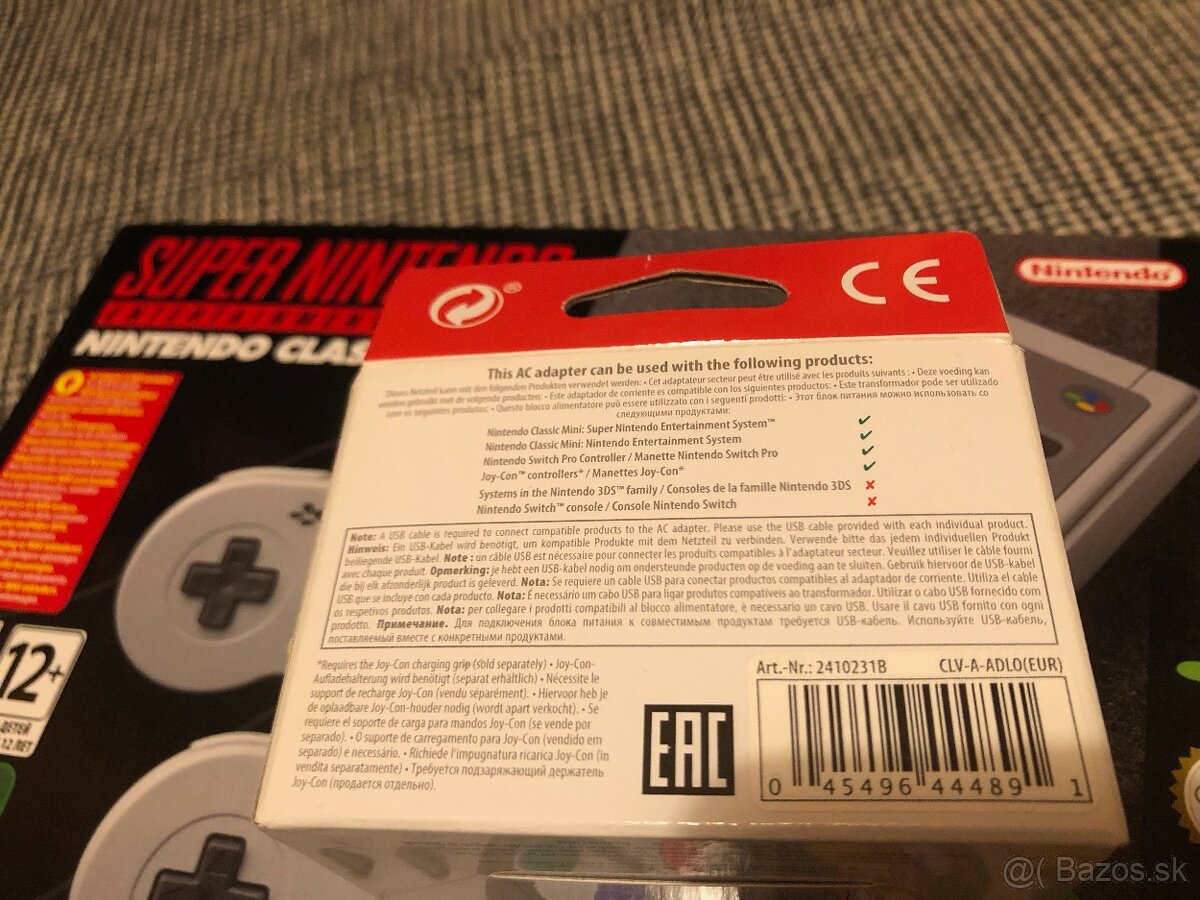 SUPER NINTENDO
ENTERTAINMEN
NINTENDO CLAS
Nintendo
®
CE
This AC adapter can be used with the following products:
Dieses Netzteil kann mit den folgenden Produkten verwendet werden: • Cet adaptateur secteur peut être utilisé avec les produits suivants : • Deze voeding kan
werden gebruikt met de volgende producten: • Este adaptador de corriente es compatible con los siguientes productos: • Este transformador pode ser utilizado
com os seguintes produtos: • Questo blocco alimentatore può essere utilizzato con i seguenti prodotti: • Этот блок питания можно использовать со
следующими продуктами:
Nintendo Classic Mini: Super Nintendo Entertainment System™ ✓
Nintendo Classic Mini: Nintendo Entertainment System ✓
Nintendo Switch Pro Controller / Manette Nintendo Switch Pro ✓
Joy-Con™ controllers* / Manettes Joy-Con* ✓
Systems in the Nintendo 3DS™ family / Consoles de la famille Nintendo 3DS ✗
Nintendo Switch™ console / Console Nintendo Switch ✗
Note: A USB cable is required to connect compatible products to the AC adapter. Please use the USB cable provided with each individual product.
Hinweis: Ein USB-Kabel wird benötigt, um kompatible Produkte mit dem Netzteil zu verbinden. Verwende bitte das jedem individuellen Produkt
beiliegende USB-Kabel. Note : un câble USB est nécessaire pour connecter les produits compatibles à l'adaptateur secteur. Veuillez utiliser le câble fourni
avec chaque produit. Opmerking: je hebt een USB-kabel nodig om ondersteunde producten op de voeding aan te sluiten. Gebruik hiervoor de USB-kabel
die bij elk afzonderlijk product is geleverd. Nota: Se requiere un cable USB para conectar productos compatibles al adaptador de corriente. Utiliza el cable
USB que se incluye con cada producto. Nota: É necessário um cabo USB para ligar produtos compatíveis ao transformador. Utilizar o cabo USB fornecido com
os respetivos produtos. Nota: per collegare i prodotti compatibili al blocco alimentatore, è necessario un cavo USB. Usare il cavo USB fornito con ogni
prodotto. Примечание. Для подключения блока питания к совместимым продуктам требуется USB-кабель. Используйте USB-кабель,
поставляемый вместе с конкретными продуктами.
*Requires the Joy-Con charging grip (sold separately) • Joy-Con-
Aufladehalterung wird benötigt (separat erhältlich) • Nécessite le
support de recharge Joy-Con (vendu séparément). • Hiervoor heb je
de oplaadbare Joy-Con-houder nodig (wordt apart verkocht). • Se
requiere el soporte de carga para mandos Joy-Con (se vende por
separado). • O suporte de carregamento para Joy-Con (vendido em
separado) é necessário. • Richiede l'impugnatura ricarica Joy-Con (in
vendita separatamente) • Требуется подзаряжающий держатель
Joy-Con (продается отдельно).
EAC
Art.-Nr.: 2410231B CLV-A-ADLO(EUR)
0 45496 44489 1
12+
ДЕТЕЙ
12 ЛЕТ
@( Bazos.sk